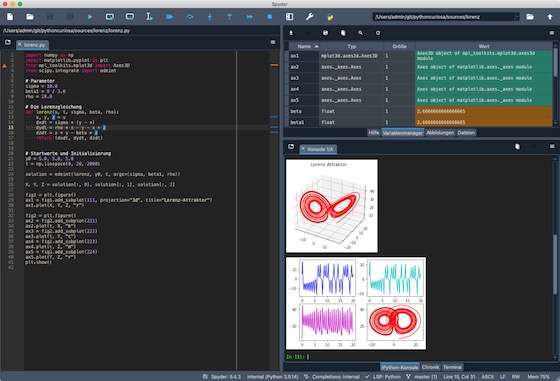 Spyder
/Users/admin/git/pythoncuriosa/sources/lorenz
/Users/admin/git/pythoncuriosa/sources/lorenz/lorenz.py
lorenz.py
import numpy as np
import matplotlib.pyplot as plt
from mpl_toolkits.mplot3d import Axes3D
from scipy.integrate import odeint
# Parameter
sigma = 10.0
beta1 = 8 / 3.0
rho = 28.0
# Die Lorenzgleichung
def lorenz(u, t, sigma, beta, rho):
x, y, z = u
dxdt = sigma * (y - x)
dydt = rho * x - y - x * z
dzdt = x * y - beta * z
return (dxdt, dydt, dzdt)
# Startwerte und Initialisierung
y0 = 5.0, 5.0, 5.0
t = np.linspace(0, 20, 2000)
solution = odeint(lorenz, y0, t, args=(sigma, beta1, rho))
X, Y, Z = solution[:, 0], solution[:, 1], solution[:, 2]
fig1 = plt.figure()
ax1 = fig1.add_subplot(111, projection="3d", title="Lorenz-Attraktor")
ax1.plot(X, Y, Z, "r")
fig2 = plt.figure()
ax2 = fig2.add_subplot(221)
ax2.plot(t, X, "b")
ax3 = fig2.add_subplot(222)
ax3.plot(t, Y, "c")
ax4 = fig2.add_subplot(223)
ax4.plot(t, Z, "m")
ax5 = fig2.add_subplot(224)
ax5.plot(Y, Z, "r")
plt.show()
Name Typ Größe Wert
ax1 mplot3d.axes3d.Axes3D 1 Axes3D object of mpl_toolkits.mplot3d.axes3d module
ax2 _axes.Axes 1 Axes object of matplotlib.axes._axes module
ax3 _axes.Axes 1 Axes object of matplotlib.axes._axes module
ax4 _axes.Axes 1 Axes object of matplotlib.axes._axes module
ax5 _axes.Axes 1 Axes object of matplotlib.axes._axes module
beta float 1 2.6666666666666665
beta1 float 1 2.6666666666666665
Hilfe Variablenmanager Abbildungen Dateien
Konsole 1/A
Lorenz-Attraktor
In [3]:
IPython-Konsole Chronik Terminal
Spyder: 5.4.3 internal (Python 3.9.14) Completions: internal LSP: Python master [1] Line 15, Col 31 ASCII LF RW Mem 75%